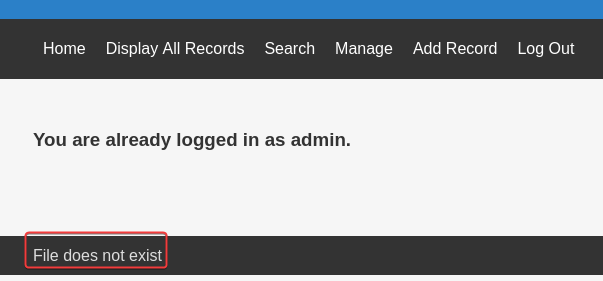 Home Display All Records Search Manage Add Record Log Out
You are already logged in as admin.
File does not exist